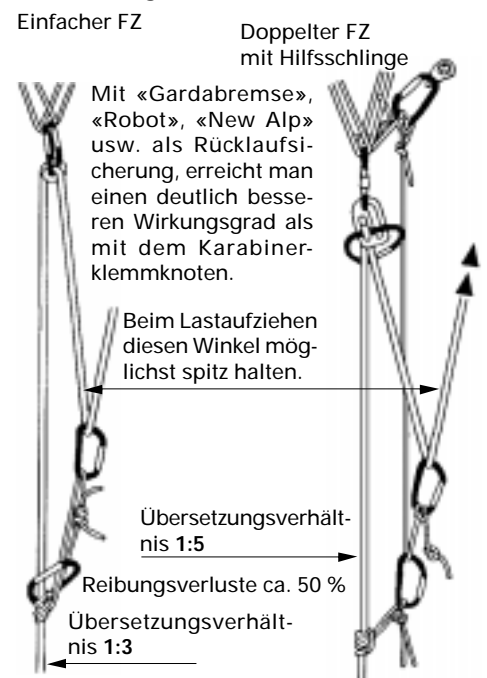 Einfacher FZ
Doppelter FZ
mit Hilfsschlinge
Mit «Gardabremse»,
«Robot», «New Alp»
usw. als Rücklaufsi-
cherung, erreicht man
einen deutlich besse-
ren Wirkungsgrad als
mit dem Karabiner-
klemmknoten.
Beim Lastaufziehen
diesen Winkel mög-
lichst spitz halten.
Übersetzungsverhält-
nis 1:5
Reibungsverluste ca. 50 %
Übersetzungsverhält-
nis 1:3